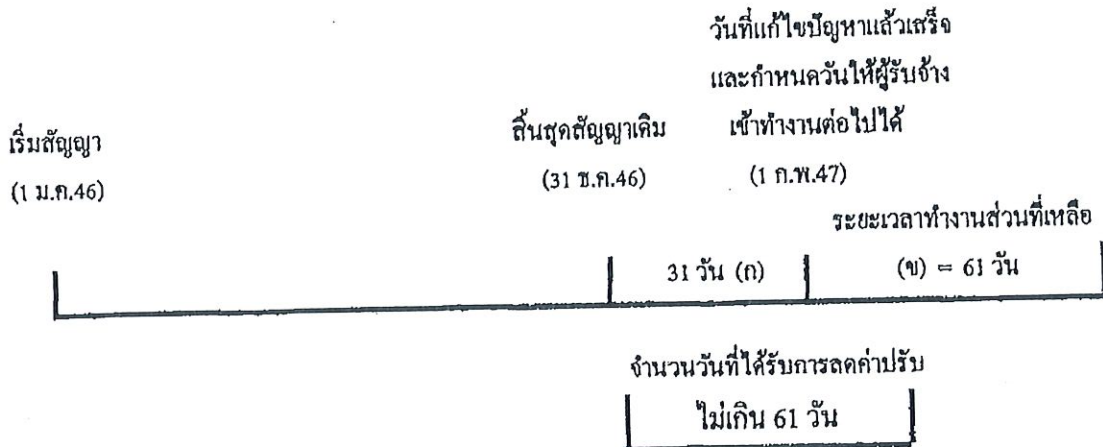 วันที่แก้ไขปัญหาแล้วเสร็จ
และกำหนดวันให้ผู้รับจ้าง
เข้าทำงานต่อไปได้
(1 ก.พ.47)
เริ่มสัญญา
(1 ม.ค.46)
สิ้นสุดสัญญาเดิม
(31 ธ.ค.46)
ระยะเวลาทำงานส่วนที่เหลือ
31 วัน (ก)
(ข) = 61 วัน
จำนวนวันที่ได้รับการลดค่าปรับ
ไม่เกิน 61 วัน